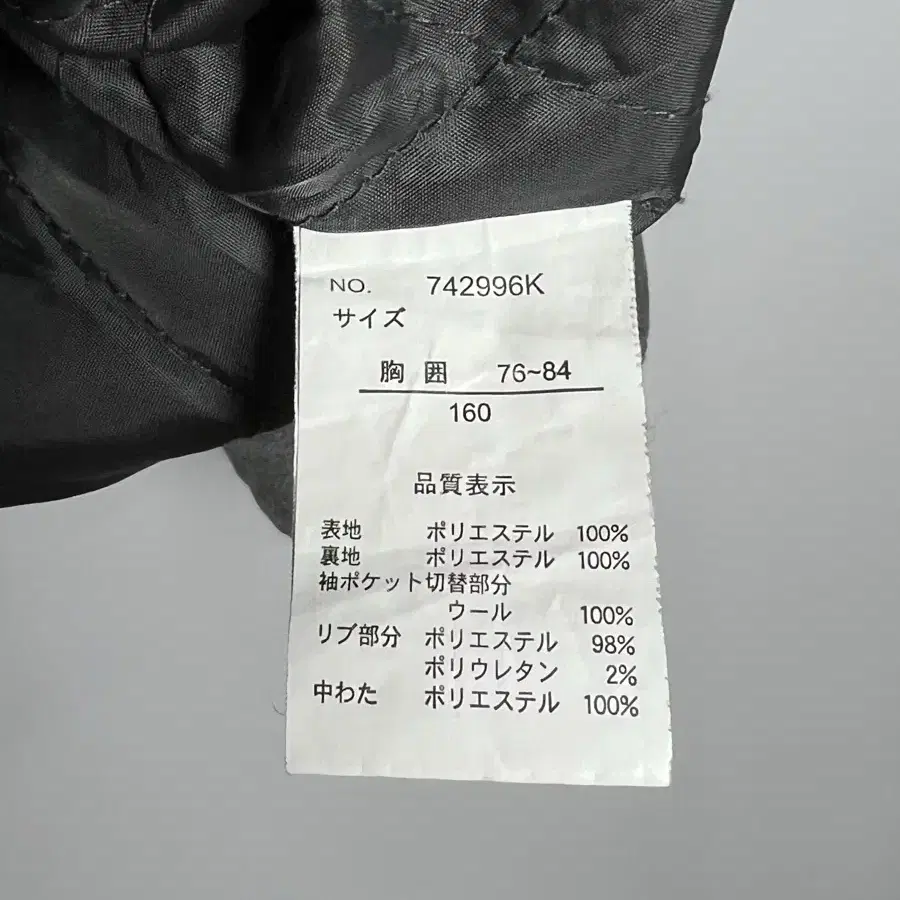 NO. 742996K
サイズ
胸囲 76~84
160
品質表示
表地 ポリエステル 100%
裏地 ポリエステル 100%
袖ポケット切替部分
ウール 100%
リブ部分 ポリエステル 98%
ポリウレタン 2%
中わた ポリエステル 100%